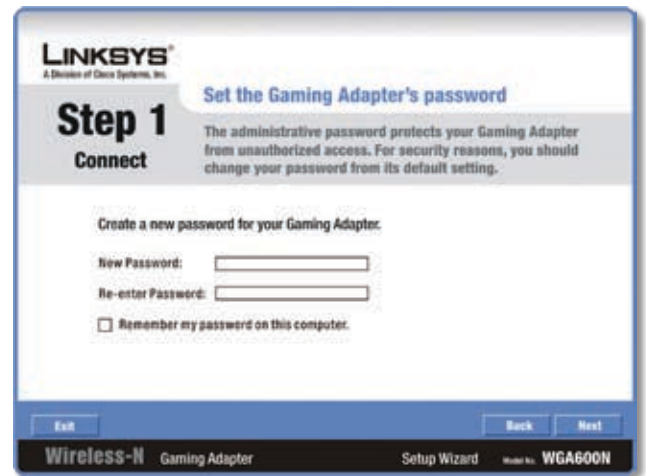 LINKSYS®
A Division of Cisco Systems, Inc.
Set the Gaming Adapter's password
Step 1
Connect
The administrative password protects your Gaming Adapter
from unauthorized access. For security reasons, you should
change your password from its default setting.
Create a new password for your Gaming Adapter.
New Password:
Re-enter Password:
Remember my password on this computer.
Exit
Back
Next
Wireless-N Gaming Adapter
Setup Wizard
Model No. WGA600N